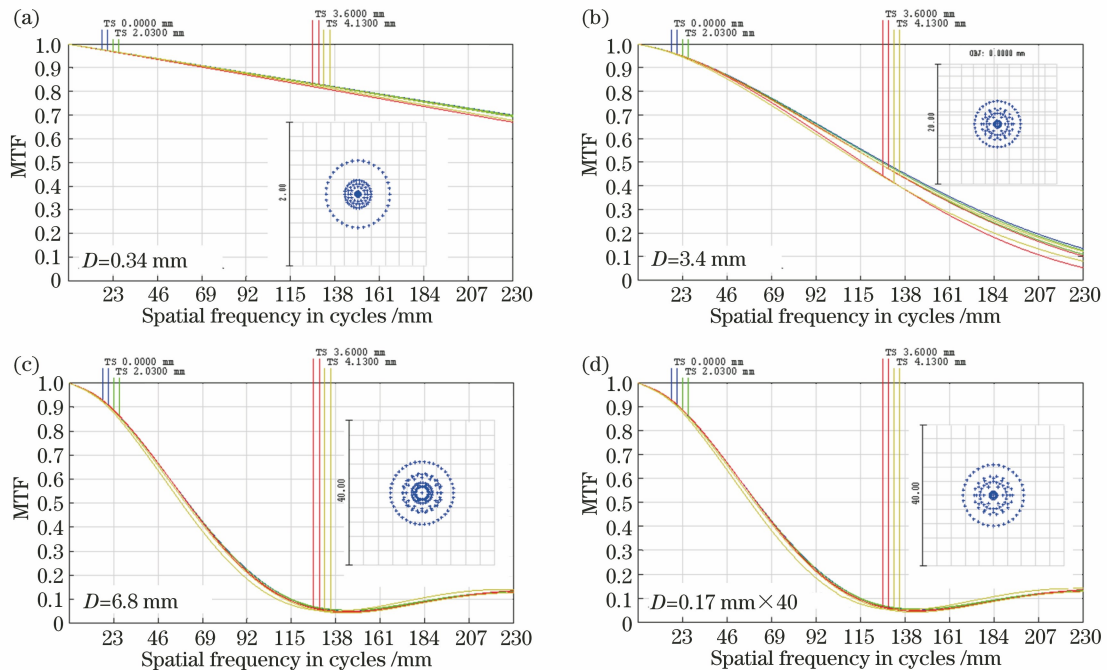 (a)
TS 0.0000 mm
TS 2.0300 mm
TS 3.6000 mm
TS 4.1300 mm
1.0
0.9
0.8
0.7
0.6
0.5
0.4
0.3
0.2
0.1
0
MTF
2.00
D=0.34 mm
23 46 69 92 115 138 161 184 207 230
Spatial frequency in cycles /mm
(b)
TS 0.0000 mm
TS 2.0300 mm
TS 3.6000 mm
TS 4.1300 mm
1.0
0.9
0.8
0.7
0.6
0.5
0.4
0.3
0.2
0.1
0
MTF
OBJ: 0.0000 mm
20.00
D=3.4 mm
23 46 69 92 115 138 161 184 207 230
Spatial frequency in cycles /mm
(c)
TS 0.0000 mm
TS 2.0300 mm
TS 3.6000 mm
TS 4.1300 mm
1.0
0.9
0.8
0.7
0.6
0.5
0.4
0.3
0.2
0.1
0
MTF
40.00
D=6.8 mm
23 46 69 92 115 138 161 184 207 230
Spatial frequency in cycles /mm
(d)
TS 0.0000 mm
TS 2.0300 mm
TS 3.6000 mm
TS 4.1300 mm
1.0
0.9
0.8
0.7
0.6
0.5
0.4
0.3
0.2
0.1
0
MTF
40.00
D=0.17 mm×40
23 46 69 92 115 138 161 184 207 230
Spatial frequency in cycles /mm